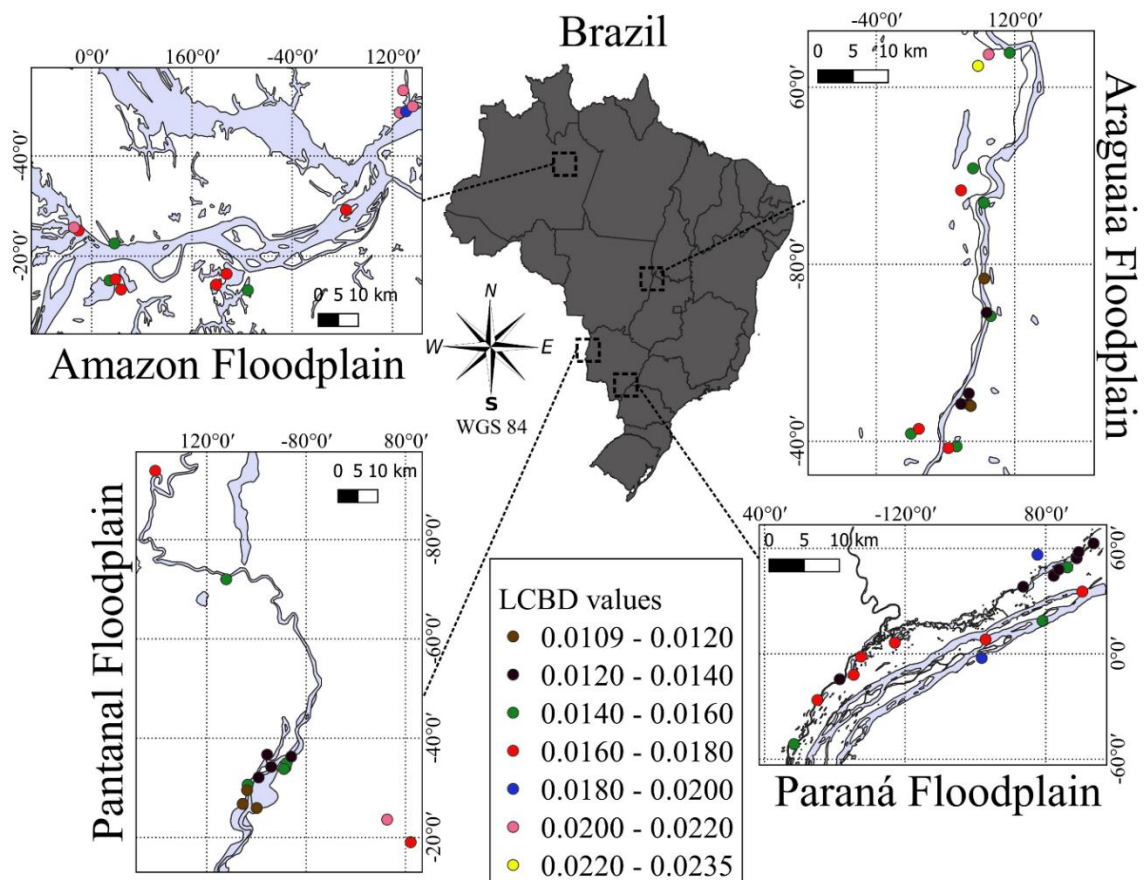 Brazil
0°0′ 160°0′ -40°0′ 120°0′
-40°0′
-20°0′
0 5 10 km
Amazon Floodplain
N
W E
S
WGS 84
-40°0′ 120°0′
0 5 10 km
60°0′
-80°0′
-40°0′
Araguaia Floodplain
120°0′ -80°0′ 80°0′
0 5 10 km
-80°0′
-60°0′
-40°0′
-20°0′
Pantanal Floodplain
LCBD values
0.0109 - 0.0120
0.0120 - 0.0140
0.0140 - 0.0160
0.0160 - 0.0180
0.0180 - 0.0200
0.0200 - 0.0220
0.0220 - 0.0235
40°0′ -120°0′ 80°0′
0 5 10 km
60°0′
0°0′
-60°0′
Paraná Floodplain